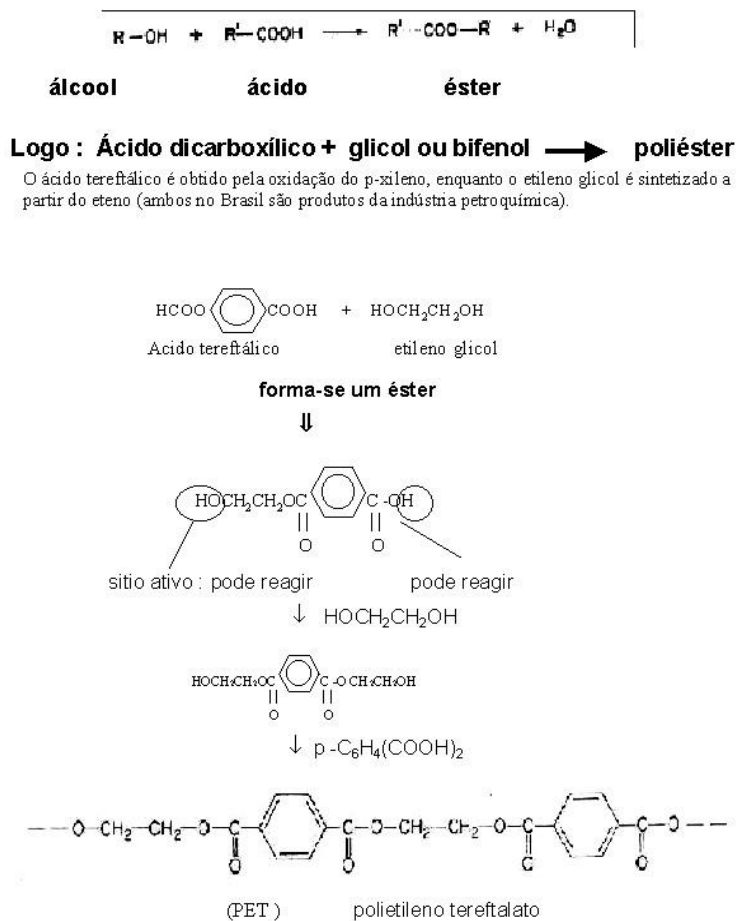 R-OH + R'-COOH → R'-COO-R + H₂O
álcool ácido éster
Logo : Ácido dicarboxílico + glicol ou bifenol → poliéster
O ácido tereftálico é obtido pela oxidação do p-xileno, enquanto o etileno glicol é sintetizado a
partir do eteno (ambos no Brasil são produtos da indústria petroquímica).
HCOO COOH + HOCH₂CH₂OH
Acido tereftálico etileno glicol
forma-se um éster
⇓
HOCH₂CH₂OC C-OH
O O
sitio ativo : pode reagir pode reagir
↓ HOCH₂CH₂OH
HOCH₂CH₂OC C-OCH₂CH₂OH
O O
↓ p-C₆H₄(COOH)₂
---O-CH₂-CH₂-O-C C-O-CH₂-CH₂-O-C C-O---
O O O O
(PET ) polietileno tereftalato